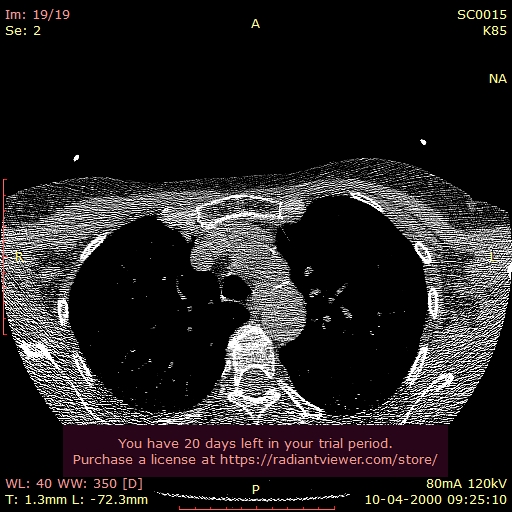 Im: 19/19
Se: 2
A
SC0015
K85
NA
R
You have 20 days left in your trial period.
Purchase a license at https://radiantviewer.com/store/
WL: 40 WW: 350 [D]
T: 1.3mm L: -72.3mm
P
80mA 120kV
10-04-2000 09:25:10